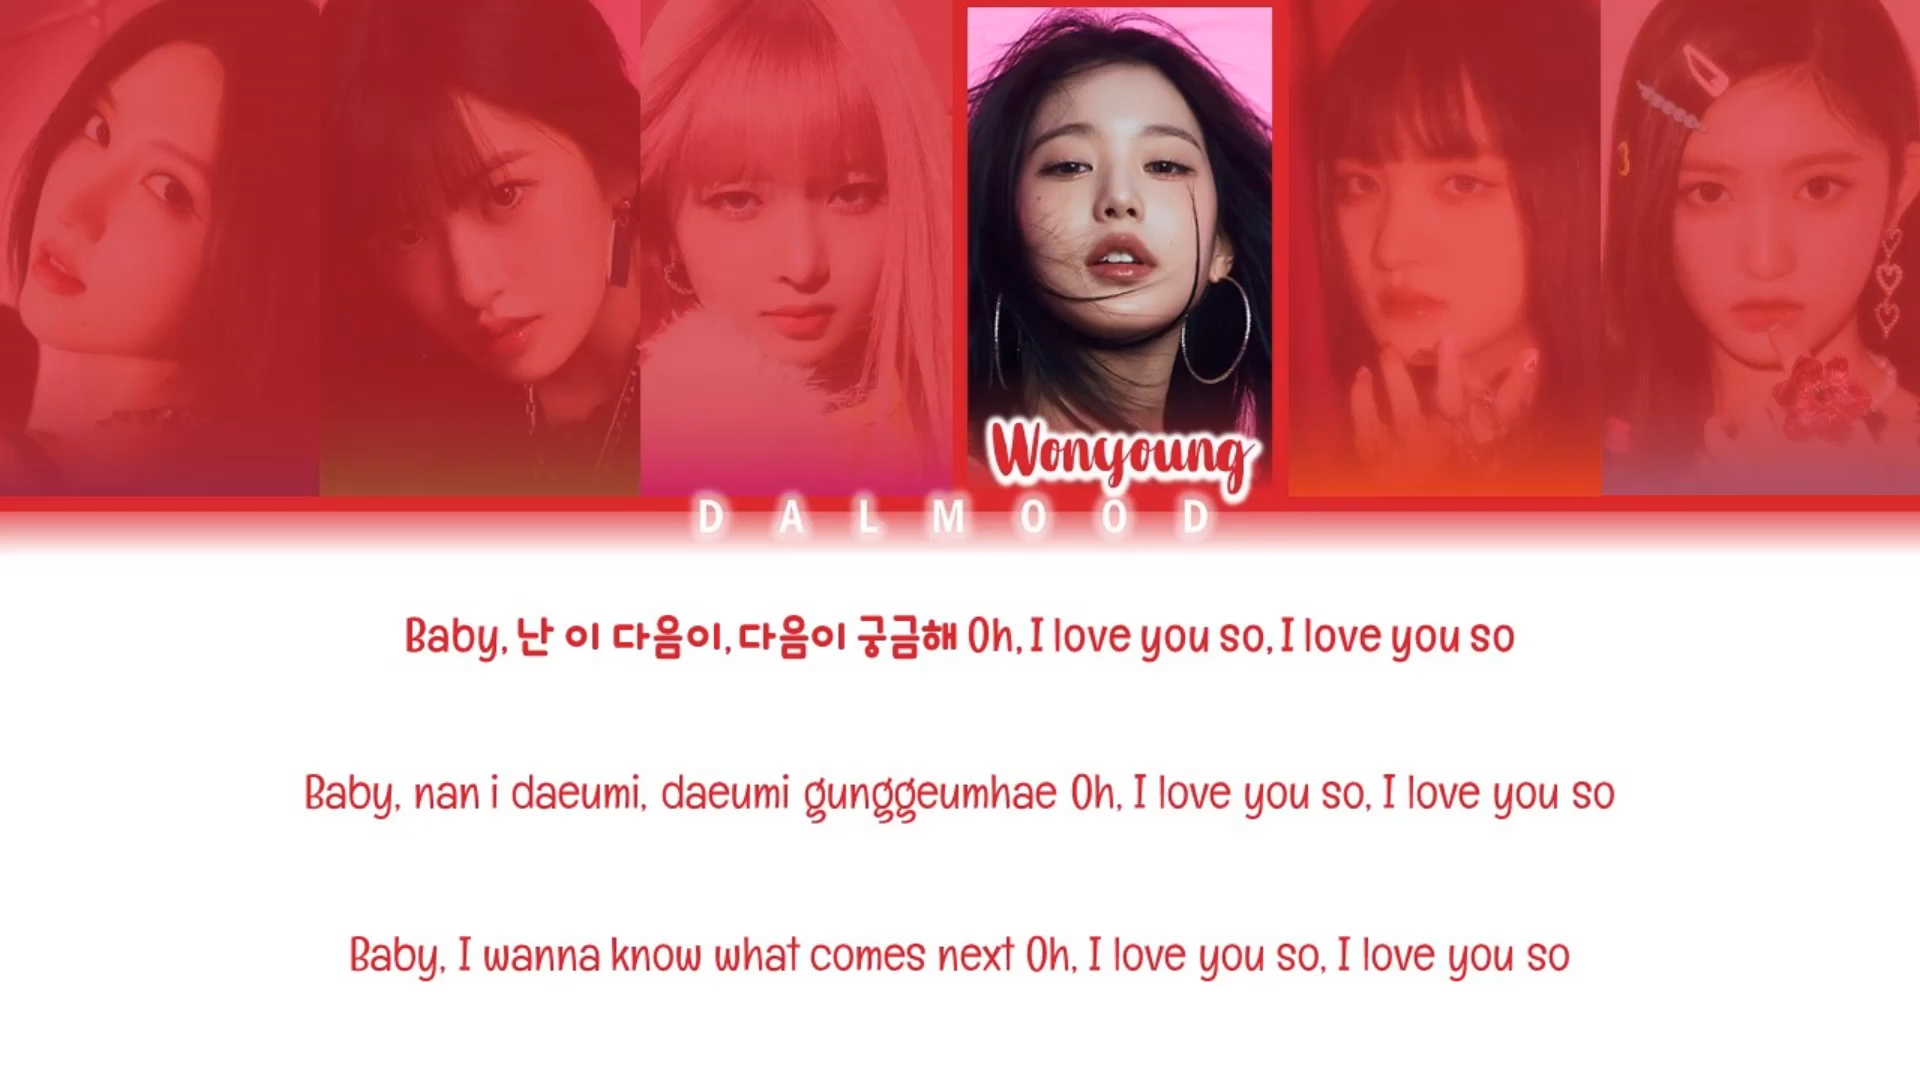 Wonyoung
DALMOOD
Baby, 난 이 다음이, 다음이 궁금해 Oh, I love you so, I love you so
Baby, nan i daeumi, daeumi gunggeumhae Oh, I love you so, I love you so
Baby, I wanna know what comes next Oh, I love you so, I love you so